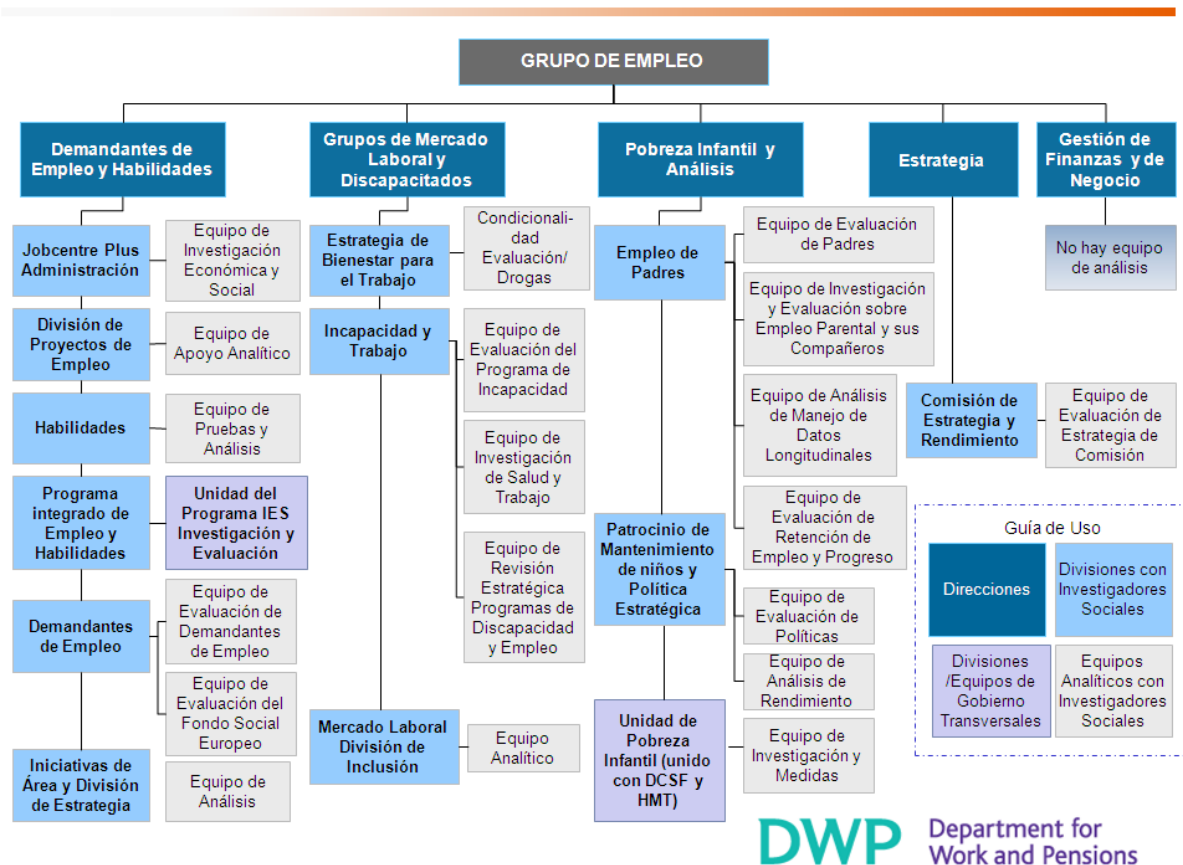 GRUPO DE EMPLEO
Demandantes de
Empleo y Habilidades
Grupos de Mercado
Laboral y
Discapacitados
Pobreza Infantil y
Análisis
Estrategia
Gestión de
Finanzas y de
Negocio
Jobcentre Plus
Administración
Equipo de
Investigación
Económica y
Social
División de
Proyectos de
Empleo
Equipo de
Apoyo Analítico
Habilidades
Equipo de
Pruebas y
Análisis
Programa
integrado de
Empleo y
Habilidades
Unidad del
Programa IES
Investigación y
Evaluación
Demandantes
de Empleo
Equipo de
Evaluación de
Demandantes
de Empleo
Equipo de
Evaluación del
Fondo Social
Europeo
Iniciativas de
Área y División
de Estrategia
Equipo de
Análisis
Estrategia de
Bienestar para
el Trabajo
Condicionali-
dad
Evaluación/
Drogas
Incapacidad y
Trabajo
Equipo de
Evaluación del
Programa de
Incapacidad
Equipo de
Investigación
de Salud y
Trabajo
Equipo de
Revisión
Estratégica
Programas de
Discapacidad
y Empleo
Mercado Laboral
División de
Inclusión
Equipo
Analítico
Empleo de
Padres
Equipo de Evaluación
de Padres
Equipo de Investigación
y Evaluación sobre
Empleo Parental y sus
Compañeros
Equipo de Análisis
de Manejo de
Datos
Longitudinales
Equipo de
Evaluación de
Retención de
Empleo y Progreso
Patrocinio de
Mantenimiento
de niños y
Política
Estratégica
Equipo de
Evaluación de
Políticas
Equipo de
Análisis de
Rendimiento
Unidad de
Pobreza
Infantil (unido
con DCSF y
HMT)
Equipo de
Investigación y
Medidas
Comisión de
Estrategia y
Rendimiento
Equipo de
Evaluación de
Estrategia de
Comisión
No hay equipo
de análisis
Guía de Uso
Direcciones
Divisiones con
Investigadores
Sociales
Divisiones
/Equipos de
Gobierno
Transversales
Equipos
Analíticos con
Investigadores
Sociales
DWP
Department for
Work and Pensions